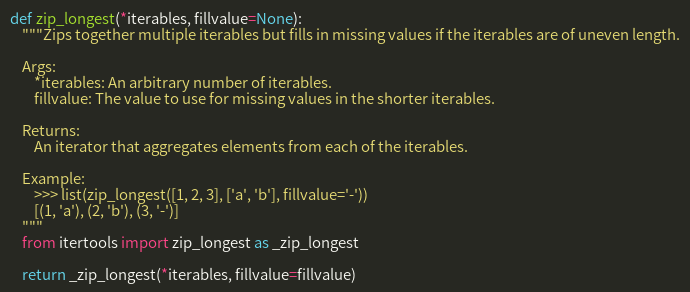 def zip_longest(*iterables, fillvalue=None):
"""Zips together multiple iterables but fills in missing values if the iterables are of uneven length.
Args:
*iterables: An arbitrary number of iterables.
fillvalue: The value to use for missing values in the shorter iterables.
Returns:
An iterator that aggregates elements from each of the iterables.
Example:
>>> list(zip_longest([1, 2, 3], ['a', 'b'], fillvalue='-'))
[(1, 'a'), (2, 'b'), (3, '-')]
"""
from itertools import zip_longest as _zip_longest
return _zip_longest(*iterables, fillvalue=fillvalue)